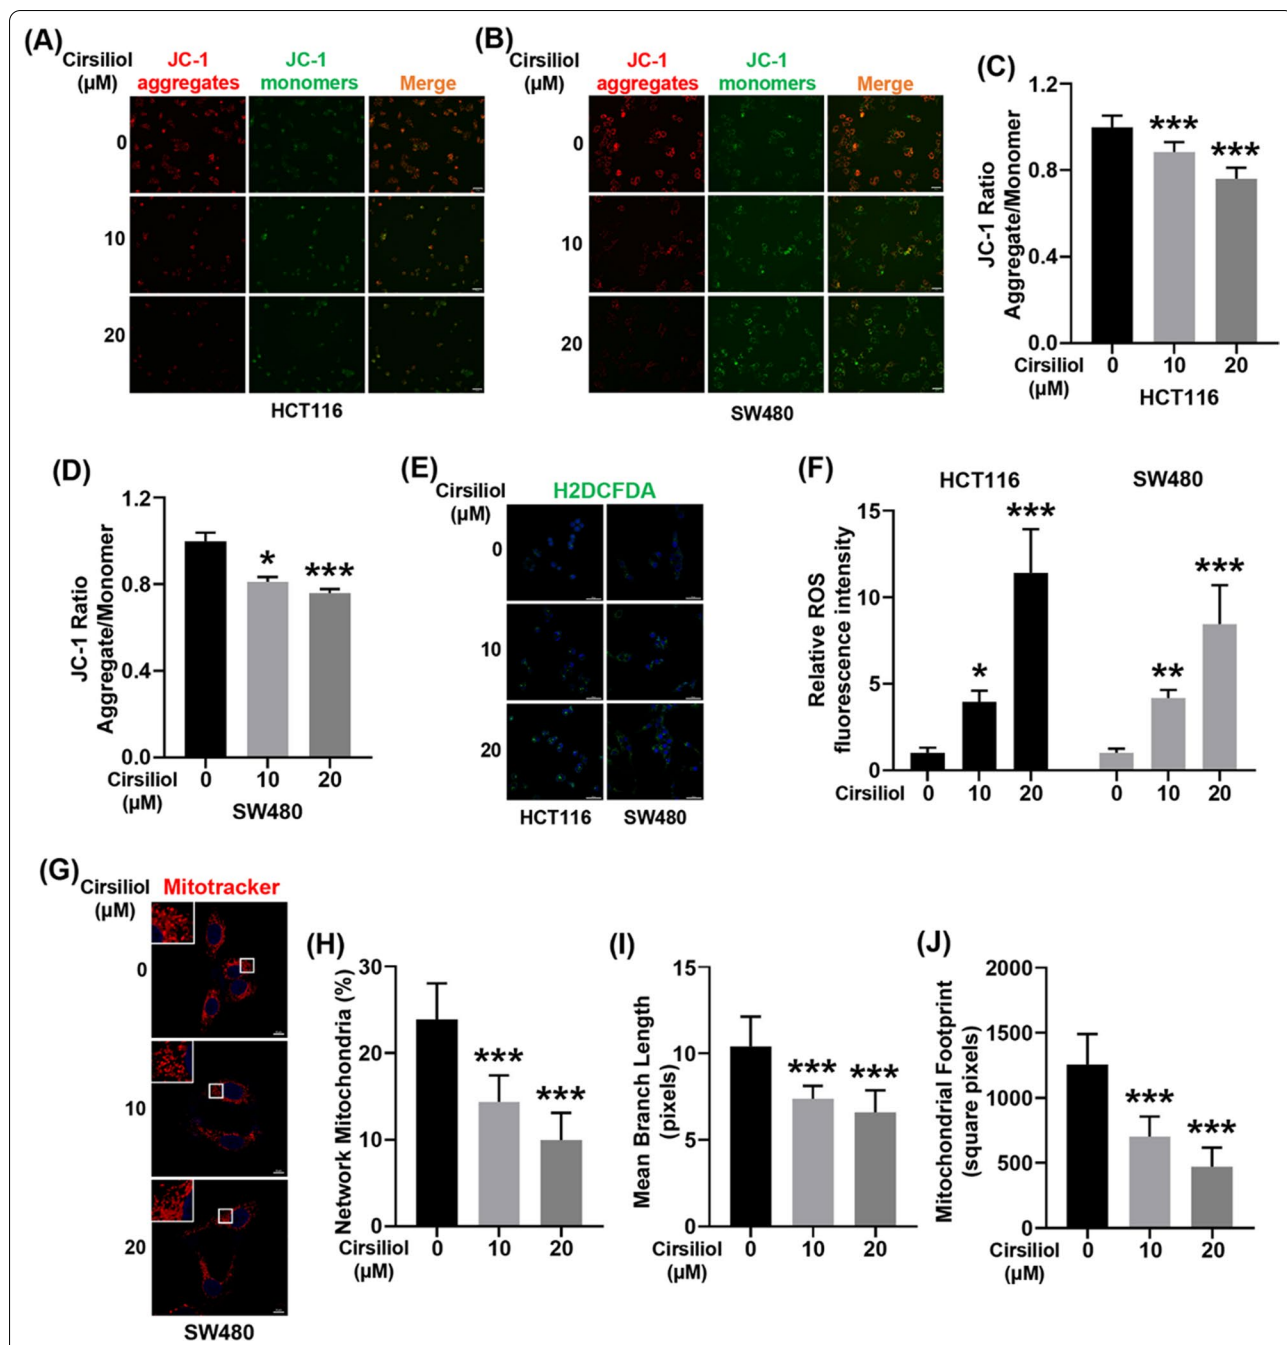 (A)
Cirsiliol
(μM)
JC-1
aggregates
JC-1
monomers
Merge
0
10
20
HCT116
(B)
Cirsiliol
(μM)
JC-1
aggregates
JC-1
monomers
Merge
0
10
20
SW480
(C)
JC-1 Ratio
Aggregate/Monomer
1.2
0.8
0.4
0.0
***
***
Cirsiliol
(μM)
0 10 20
HCT116
(D)
JC-1 Ratio
Aggregate/Monomer
1.2
0.8
0.4
0.0
*
***
Cirsiliol
(μM)
0 10 20
SW480
(E)
Cirsiliol
(μM)
H2DCFDA
0
10
20
HCT116 SW480
(F)
HCT116 SW480
Relative ROS
fluorescence intensity
15
10
5
0
*
***
**
***
Cirsiliol 0 10 20 0 10 20
(G)
Cirsiliol
(μM)
Mitotracker
0
10
20
SW480
(H)
Network Mitochondria (%)
30
20
10
0
***
***
Cirsiliol
(μM)
0 10 20
(I)
Mean Branch Length
(pixels)
15
10
5
0
***
***
Cirsiliol
(μM)
0 10 20
(J)
Mitochondrial Footprint
(square pixels)
2000
1500
1000
500
0
***
***
Cirsiliol
(μM)
0 10 20